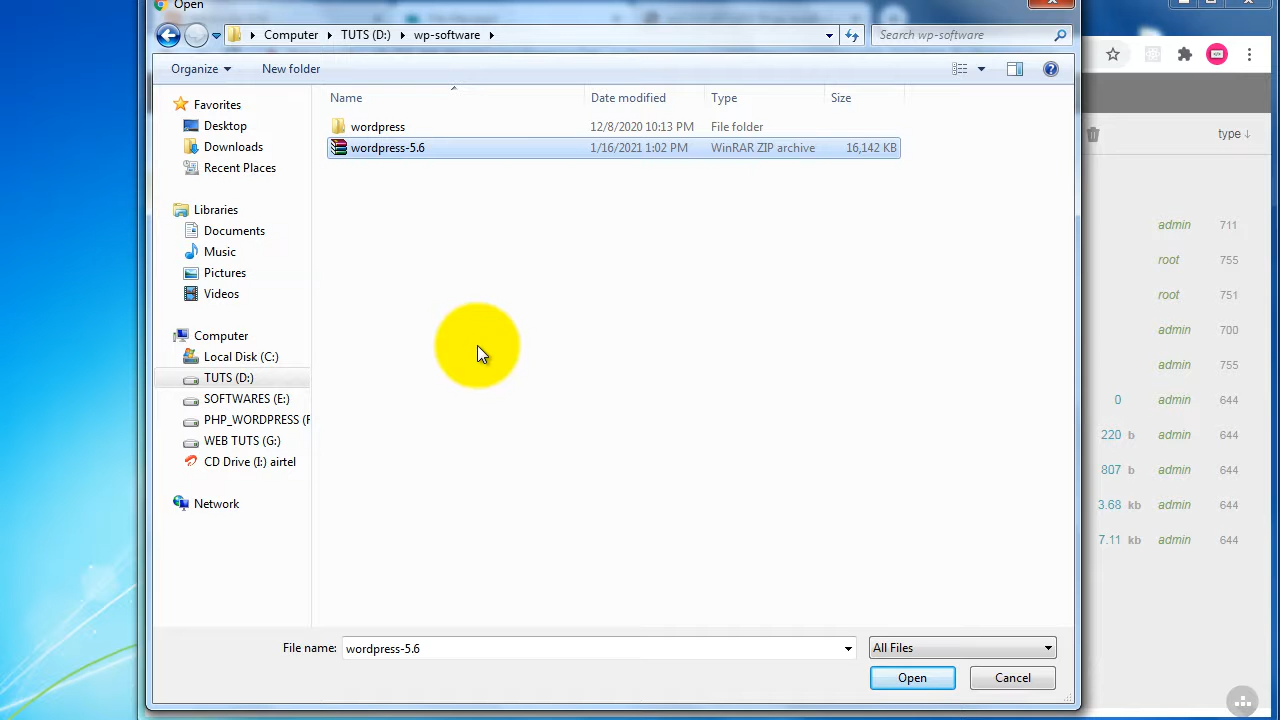 Open
Computer TUTS (D:) wp-software
Search wp-software
Organize New folder
type
Name Date modified Type Size
Favorites
Desktop
Downloads
Recent Places
Libraries
Documents
Music
Pictures
Videos
Computer
Local Disk (C:)
TUTS (D:)
SOFTWARES (E:)
PHP_WORDPRESS (F
WEB TUTS (G:)
CD Drive (I:) airtel
Network
wordpress 12/8/2020 10:13 PM File folder
wordpress-5.6 1/16/2021 1:02 PM WinRAR ZIP archive 16,142 KB
admin 711
root 755
root 751
admin 700
admin 755
0 admin 644
220 b admin 644
807 b admin 644
3.68 kb admin 644
7.11 kb admin 644
File name: wordpress-5.6 All Files
Open Cancel